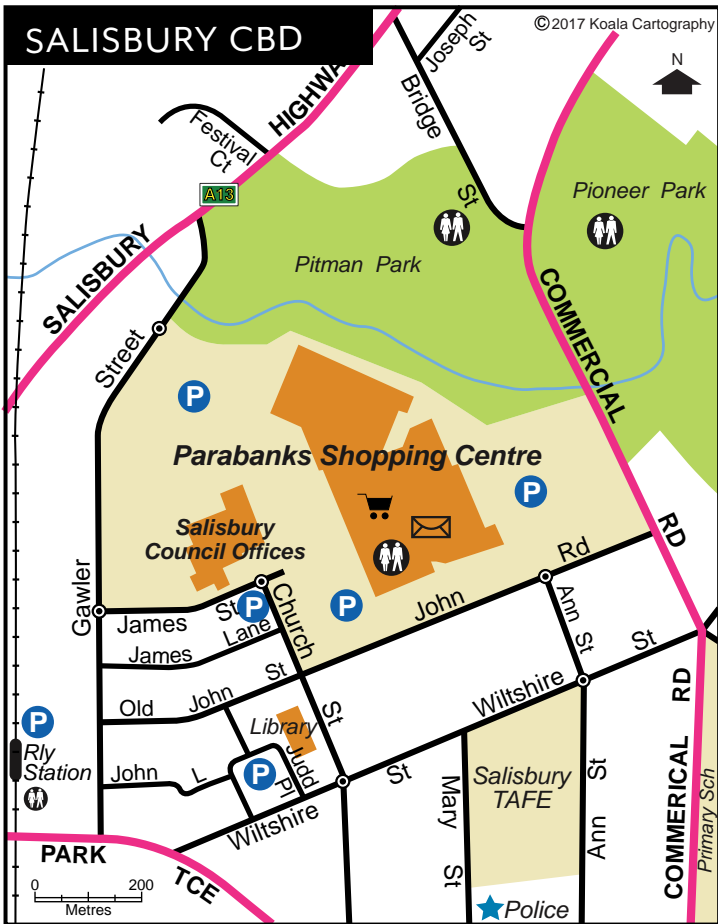 SALISBURY CBD
© 2017 Koala Cartography
N
Joseph
St
HIGHWA
Bridge
St
Festival
Ct
A13
Pioneer Park
Pitman Park
SALISBURY
COMMERCIAL
RD
Street
P
Parabanks Shopping Centre
P
Salisbury
Council Offices
Gawler
James
St
P
P
Church
St
John
Rd
Ann
St
James
Lane
Old
John
St
Wiltshire
St
P
Rly
Station
Library
John
L
P
Judd
Pl
Wiltshire
St
Mary
St
Salisbury
TAFE
Ann
St
COMMERICAL
RD
Primary Sch
PARK
TCE
0
200
Metres
Police